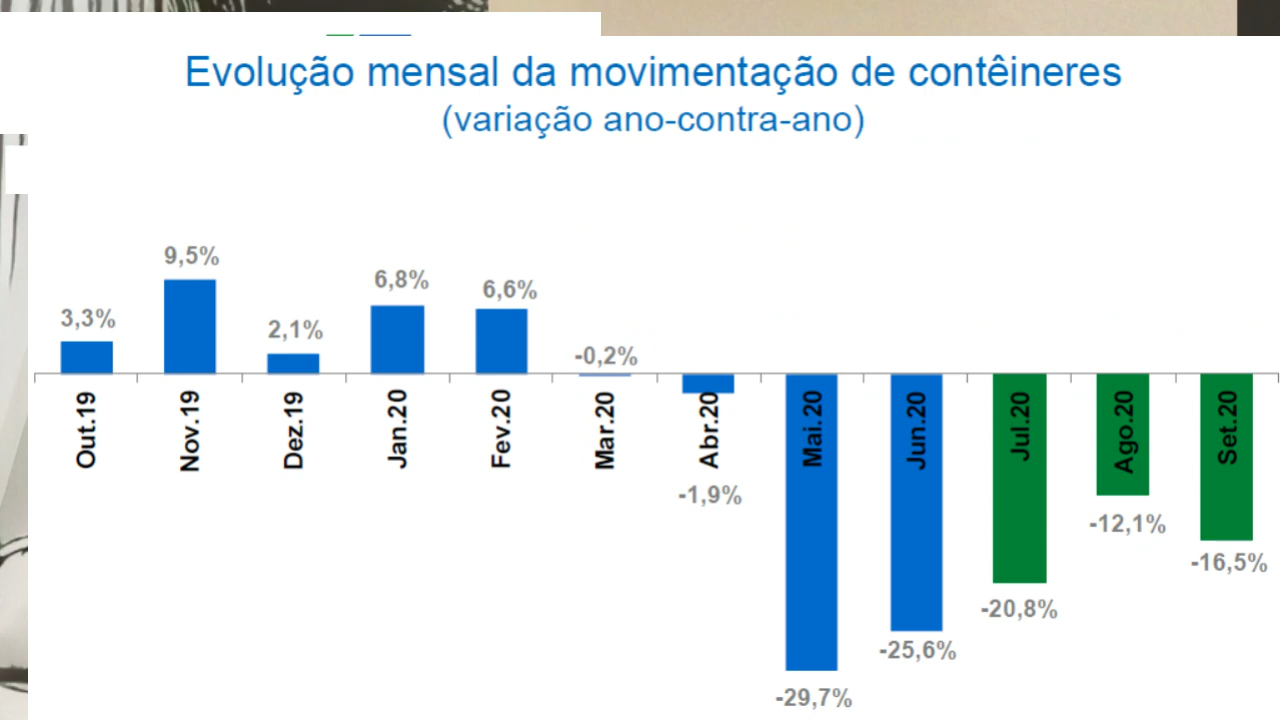 Evolução mensal da movimentação de contêineres
(variação ano-contra-ano)
3,3%
9,5%
2,1%
6,8%
6,6%
-0,2%
-1,9%
-29,7%
-25,6%
-20,8%
-12,1%
-16,5%
Out.19
Nov.19
Dez.19
Jan.20
Fev.20
Mar.20
Abr.20
Mai.20
Jun.20
Jul.20
Ago.20
Set.20